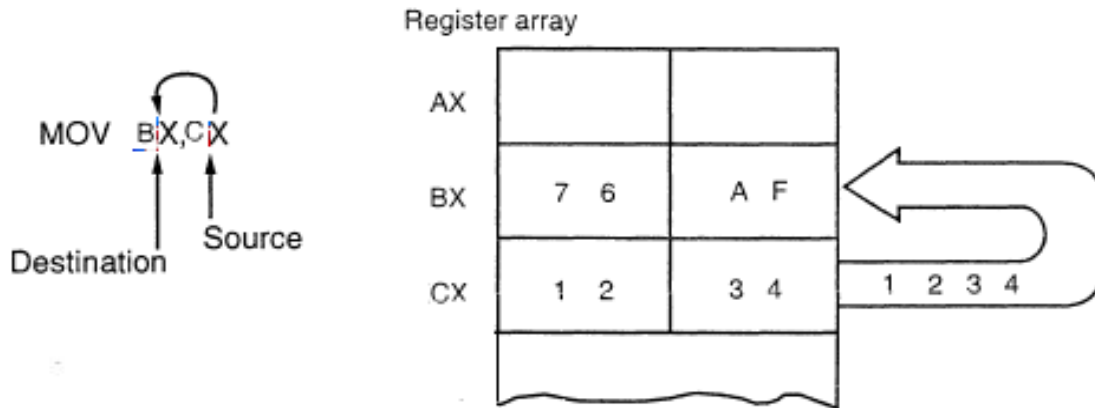 Register array
MOV BX,CX
Destination
Source
AX
BX 7 6 A F
CX 1 2 3 4 1 2 3 4